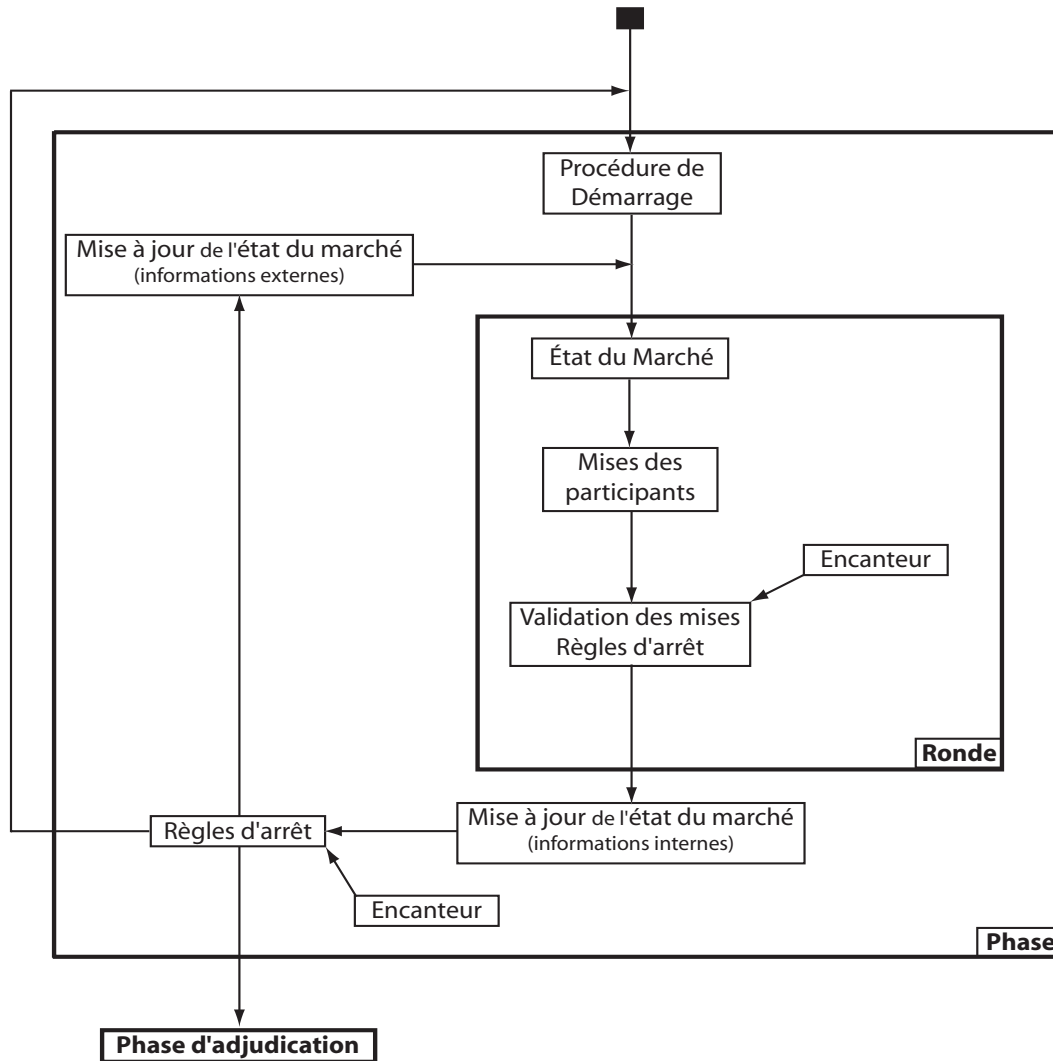 Procédure de
Démarrage
Mise à jour de l'état du marché
(informations externes)
État du Marché
Mises des
participants
Encanteur
Validation des mises
Règles d'arrêt
Ronde
Mise à jour de l'état du marché
(informations internes)
Règles d'arrêt
Encanteur
Phase
Phase d'adjudication